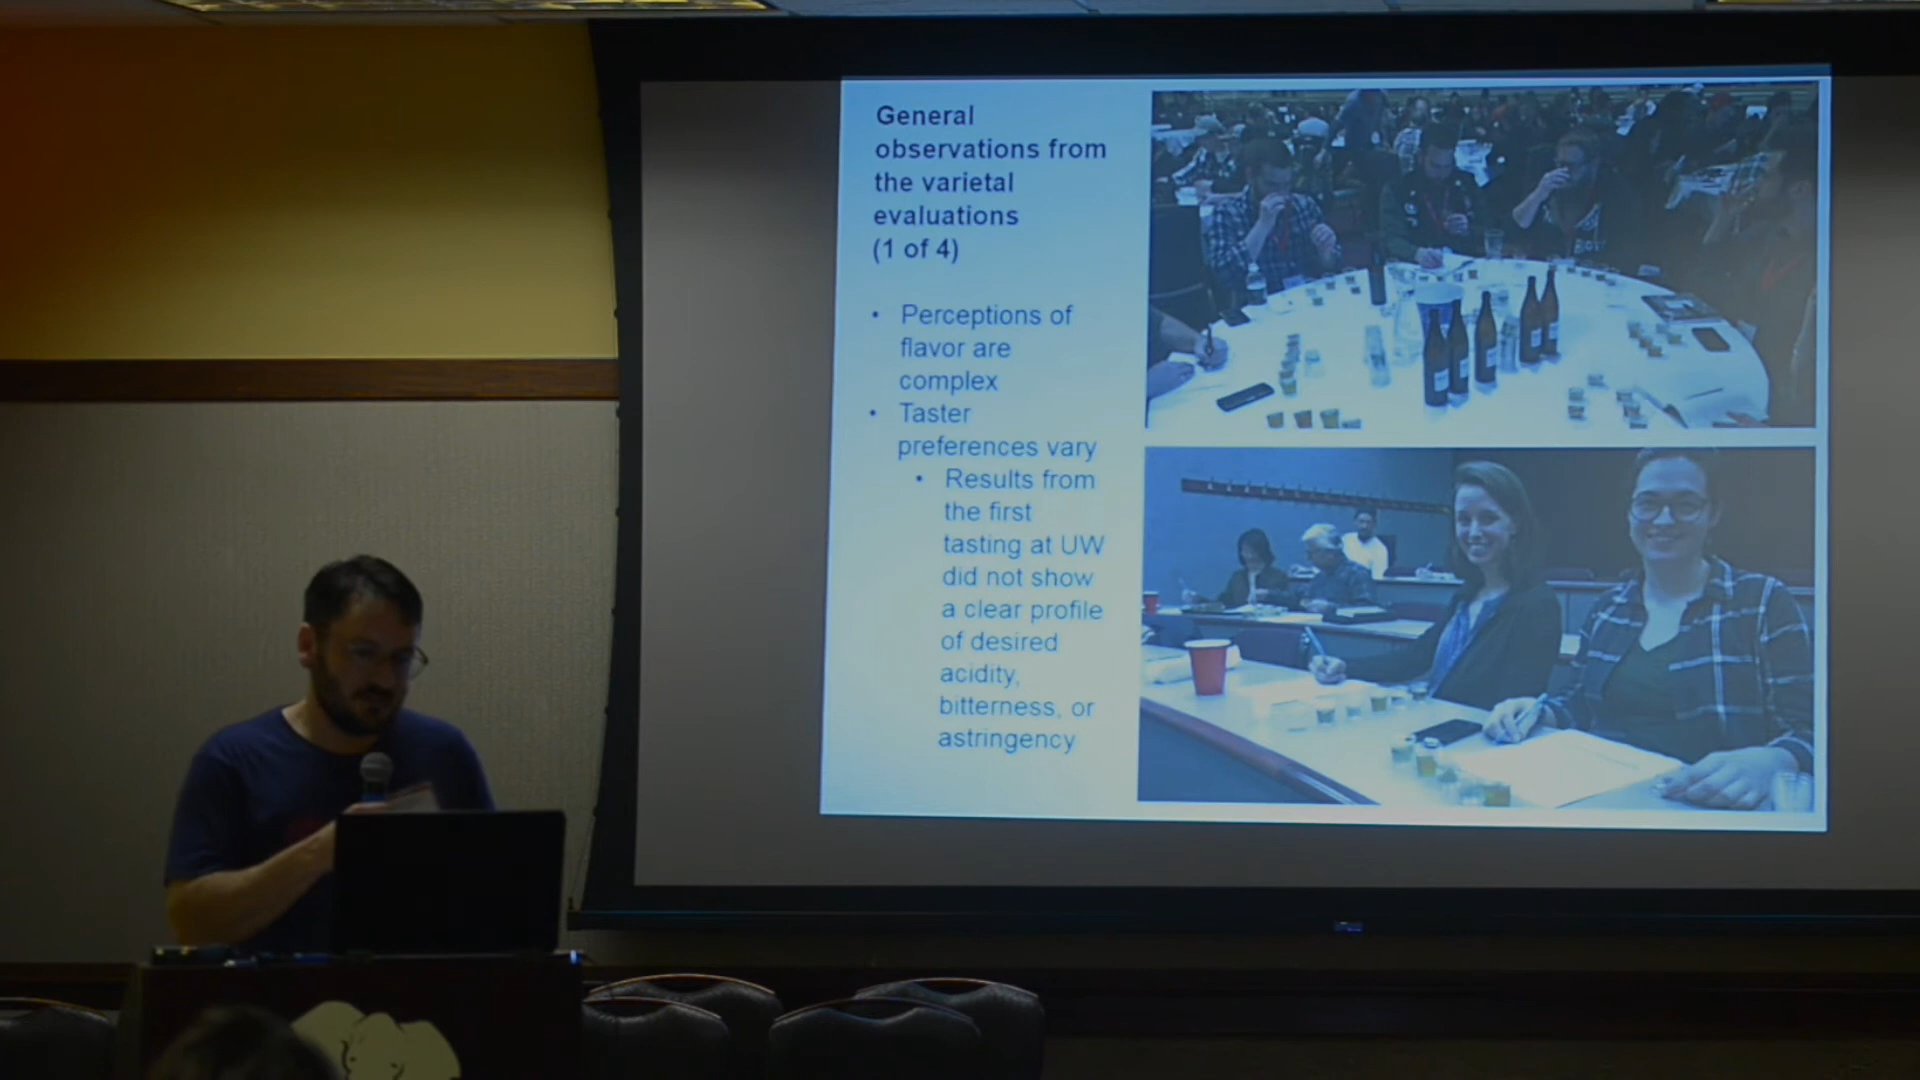 General
observations from
the varietal
evaluations
(1 of 4)
• Perceptions of
flavor are
complex
• Taster
preferences vary
• Results from
the first
tasting at UW
did not show
a clear profile
of desired
acidity,
bitterness, or
astringency